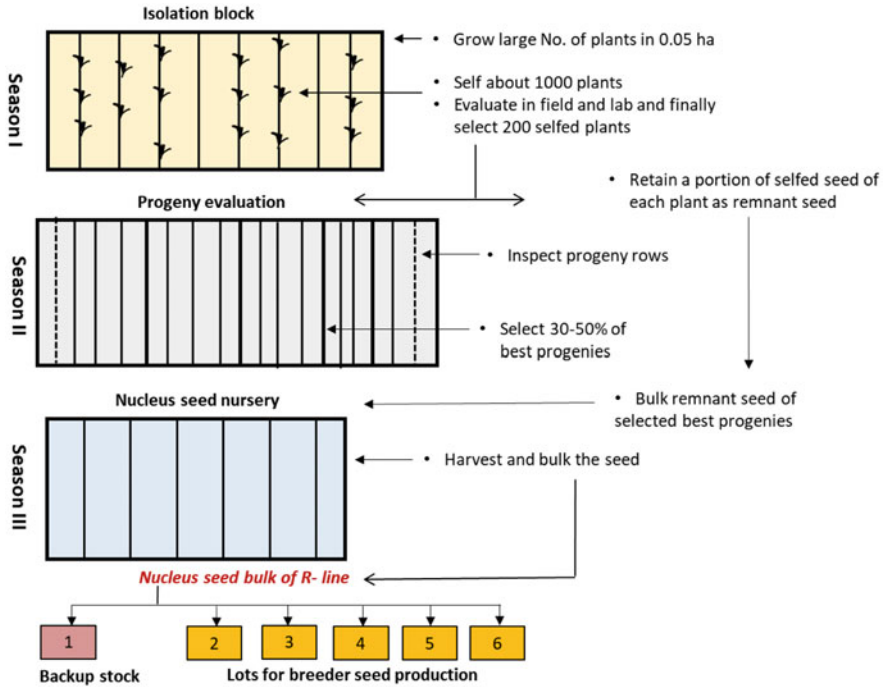 Isolation block
Season I
• Grow large No. of plants in 0.05 ha
• Self about 1000 plants
• Evaluate in field and lab and finally
select 200 selfed plants
• Retain a portion of selfed seed of
each plant as remnant seed
Progeny evaluation
Season II
• Inspect progeny rows
• Select 30-50% of
best progenies
Nucleus seed nursery
• Bulk remnant seed of
selected best progenies
Season III
• Harvest and bulk the seed
Nucleus seed bulk of R- line
1
2
3
4
5
6
Backup stock
Lots for breeder seed production